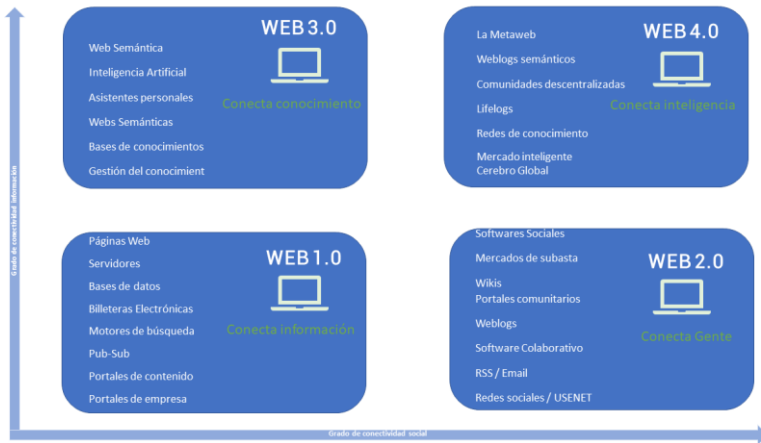 WEB 3.0
Web Semántica
Inteligencia Artificial
Asistentes personales
Conecta conocimiento
Webs Semánticas
Bases de conocimientos
Gestión del conocimient
WEB 4.0
La Metaweb
Weblogs semánticos
Comunidades descentralizadas
Lifelogs
Conecta inteligencia
Redes de conocimiento
Mercado inteligente
Cerebro Global
Grado de conectividad información
WEB 1.0
Páginas Web
Servidores
Bases de datos
Billeteras Electrónicas
Motores de búsqueda
Conecta información
Pub-Sub
Portales de contenido
Portales de empresa
WEB 2.0
Softwares Sociales
Mercados de subasta
Wikis
Portales comunitarios
Weblogs
Conecta Gente
Software Colaborativo
RSS / Email
Redes sociales / USENET
Grado de conectividad social